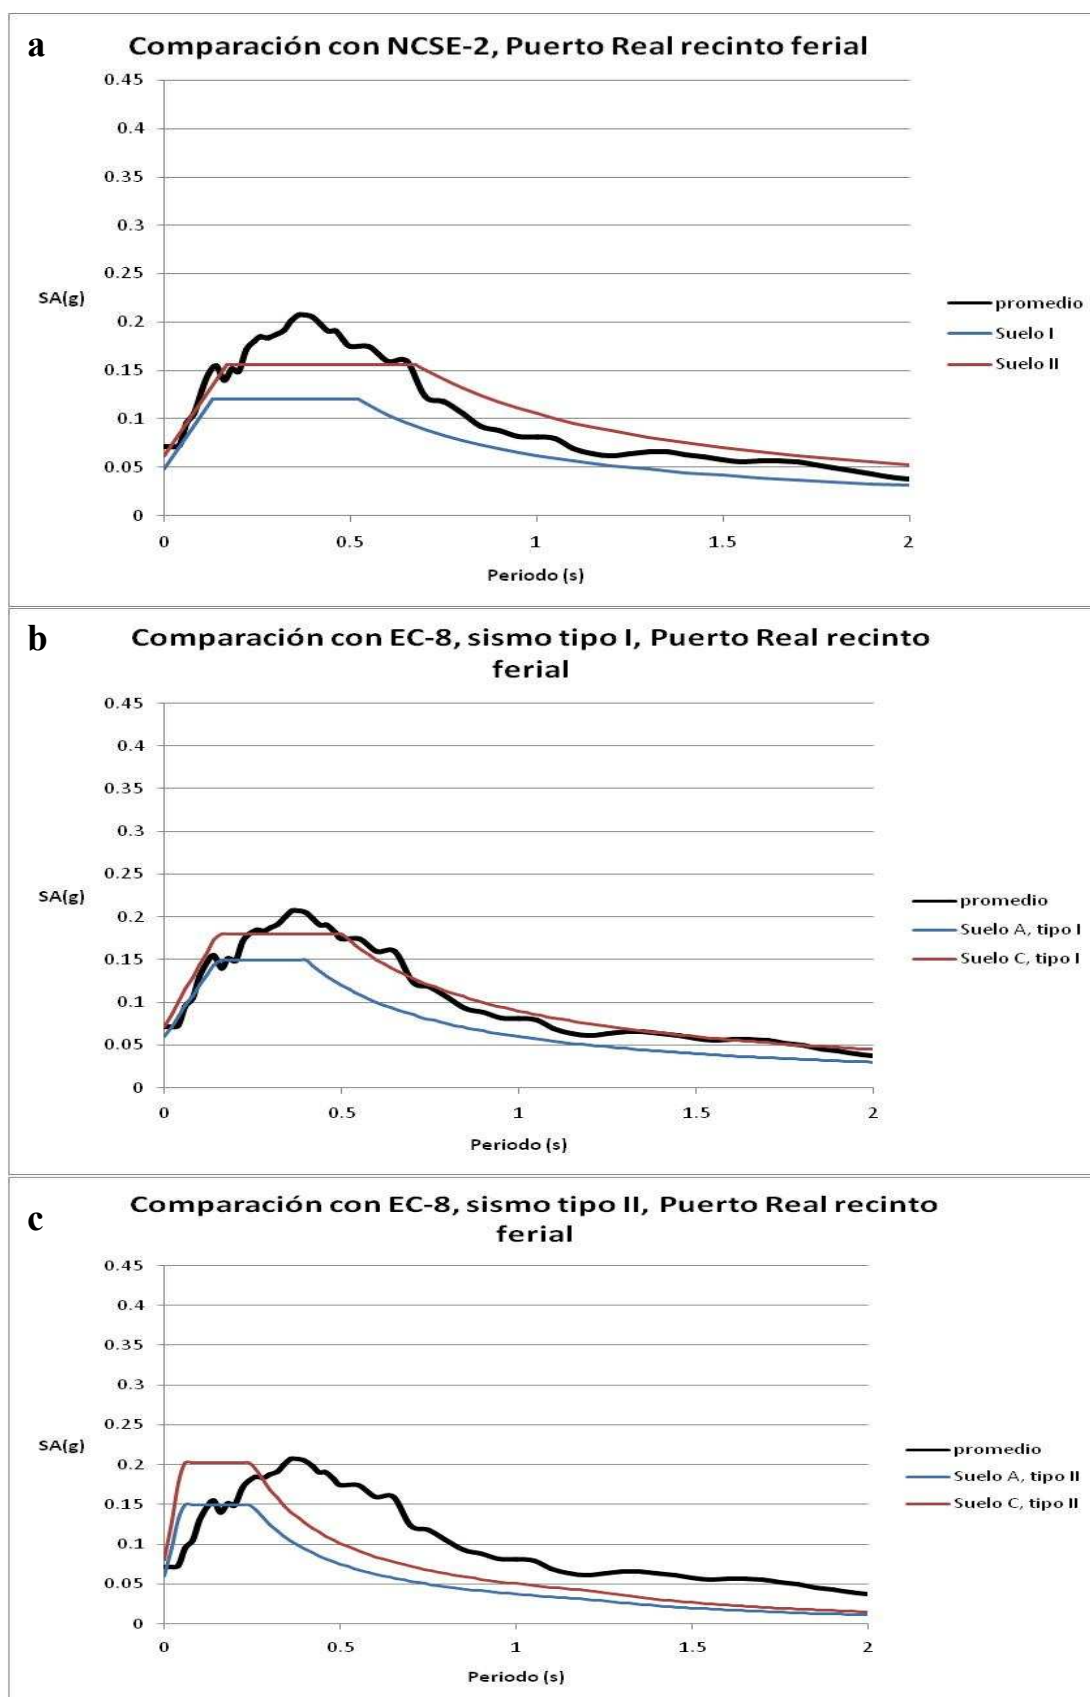 a
Comparación con NCSE-2, Puerto Real recinto ferial
0.45
0.4
0.35
0.3
0.25
SA(g)
0.2
0.15
0.1
0.05
0
0
0.5
1
1.5
2
Periodo (s)
promedio
Suelo I
Suelo II
b
Comparación con EC-8, sismo tipo I, Puerto Real recinto
ferial
0.45
0.4
0.35
0.3
0.25
SA(g)
0.2
0.15
0.1
0.05
0
0
0.5
1
1.5
2
Periodo (s)
promedio
Suelo A, tipo I
Suelo C, tipo I
c
Comparación con EC-8, sismo tipo II, Puerto Real recinto
ferial
0.45
0.4
0.35
0.3
0.25
SA(g)
0.2
0.15
0.1
0.05
0
0
0.5
1
1.5
2
Periodo (s)
promedio
Suelo A, tipo II
Suelo C, tipo II